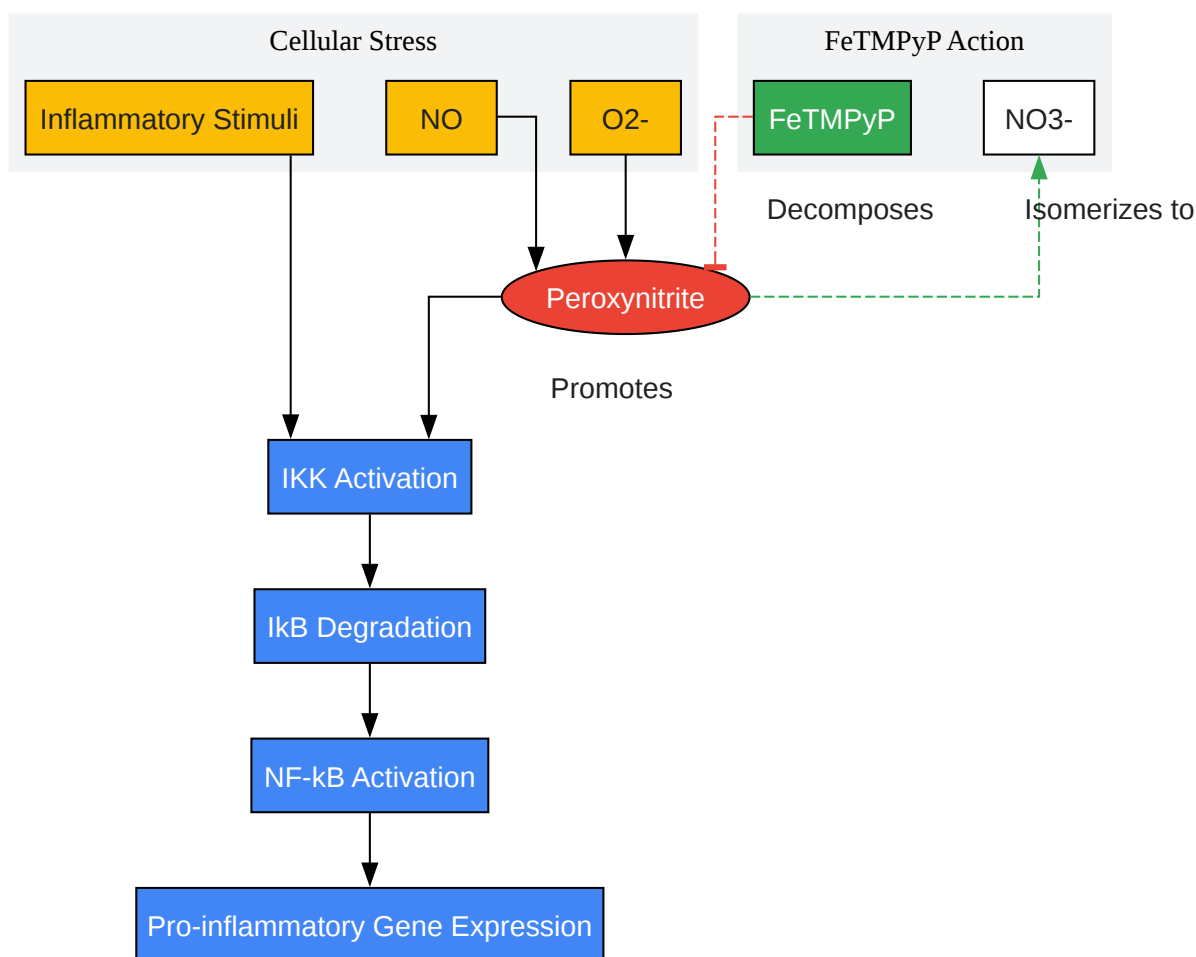 Cellular Stress
FeTMPyP Action
Inflammatory Stimuli
NO
O2-
FeTMPyP
NO3-
Decomposes
Isomerizes to
Peroxynitrite
Promotes
IKK Activation
IkB Degradation
NF-kB Activation
Pro-inflammatory Gene Expression